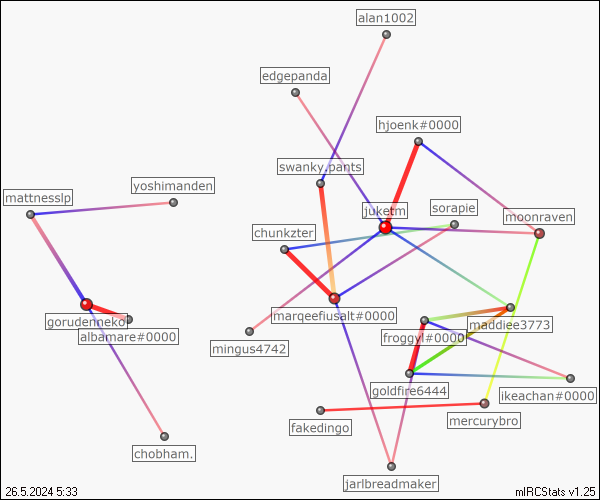 alan1002
edgepanda
hjoenk#0000
swanky.pants
yoshimanden
mattnesslp
juketm
sorapie
moonraven
chunkzter
marqeefiusalt#0000
gorudenneko
albamare#0000
maddiee3773
froggyl#0000
mingus4742
goldfire6444
ikeachan#0000
mercurybro
fakedingo
chobham.
jarlbreadmaker
26.5.2024 5:33
mIRCStats v1.25